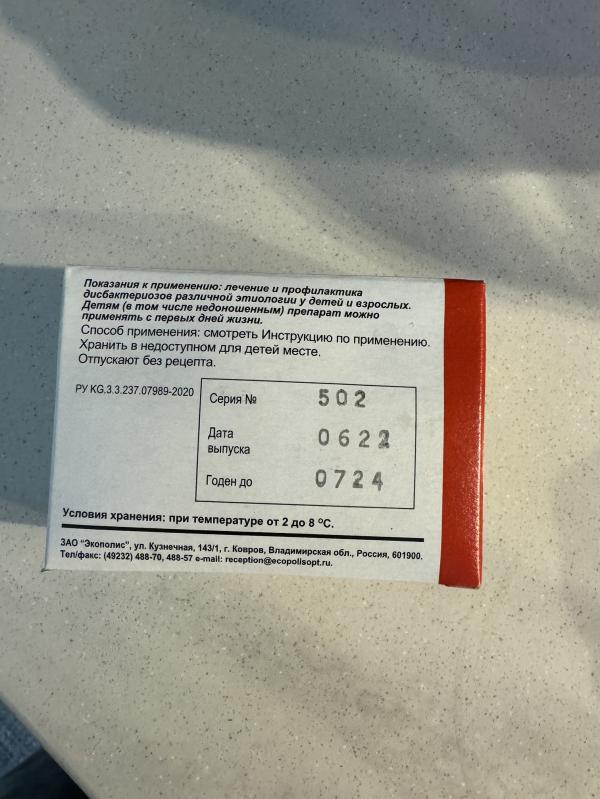 Показания к применению: лечение и профилактика
дисбактериозов различной этиологии у детей и взрослых.
Детям (в том числе недоношенным) препарат можно
применять с первых дней жизни.
Способ применения: смотреть Инструкцию по применению.
Хранить в недоступном для детей месте.
Отпускают без рецепта.
РУ KG.3.3.237.07989-2020
Серия № 502
Дата
выпуска 0622
Годен до 0724
Условия хранения: при температуре от 2 до 8 ºС.
ЗАО "Экополис", ул. Кузнечная, 143/1, г. Ковров, Владимирская обл., Россия, 601900.
Тел/факс: (49232) 488-70, 488-57 e-mail: reception@ecopolisopt.ru.